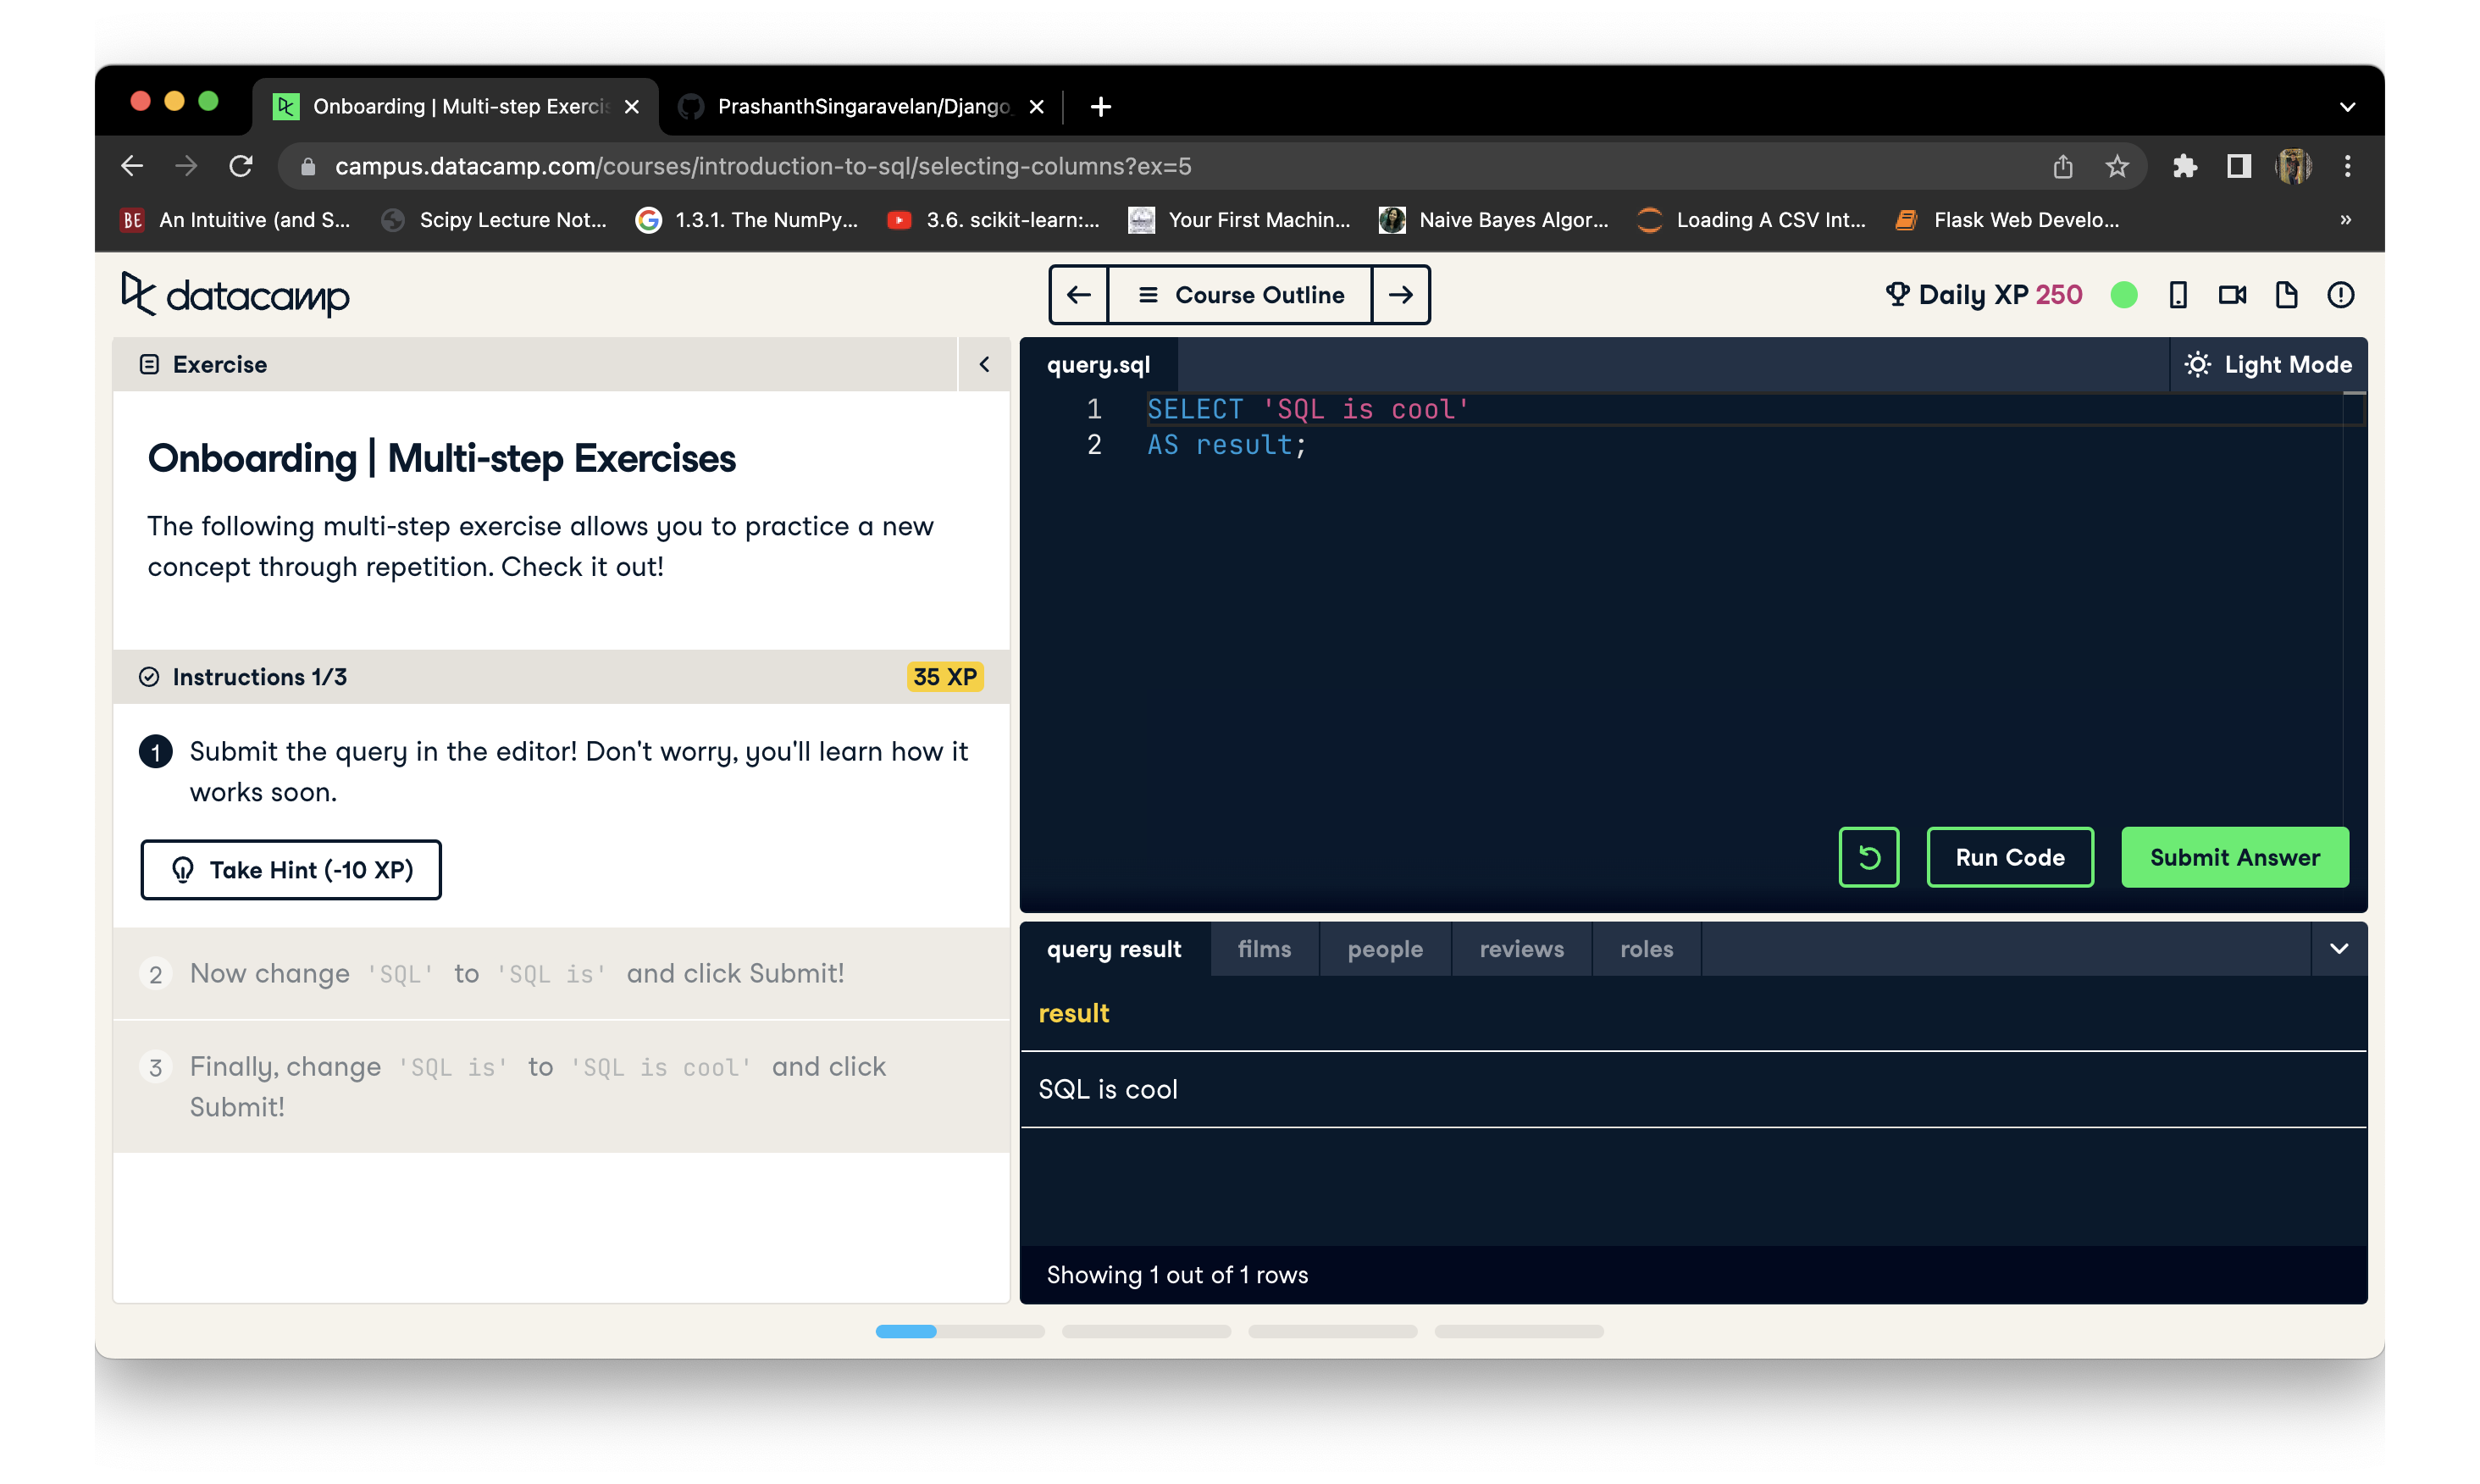 Onboarding | Multi-step Exercis
PrashanthSingaravelan/Django_
campus.datacamp.com/courses/introduction-to-sql/selecting-columns?ex=5
BE An Intuitive (and S...
Scipy Lecture Not...
1.3.1. The NumPy...
3.6. scikit-learn:...
Your First Machin...
Naive Bayes Algor...
Loading A CSV Int...
Flask Web Develo...
»
datacamp
Course Outline
Daily XP 250
Exercise
Onboarding | Multi-step Exercises
The following multi-step exercise allows you to practice a new
concept through repetition. Check it out!
Instructions 1/3
35 XP
1 Submit the query in the editor! Don't worry, you'll learn how it
works soon.
Take Hint (-10 XP)
2 Now change 'SQL' to 'SQL is' and click Submit!
3 Finally, change 'SQL is' to 'SQL is cool' and click
Submit!
query.sql
Light Mode
1 SELECT 'SQL is cool'
2 AS result;
Run Code
Submit Answer
query result
films
people
reviews
roles
result
SQL is cool
Showing 1 out of 1 rows